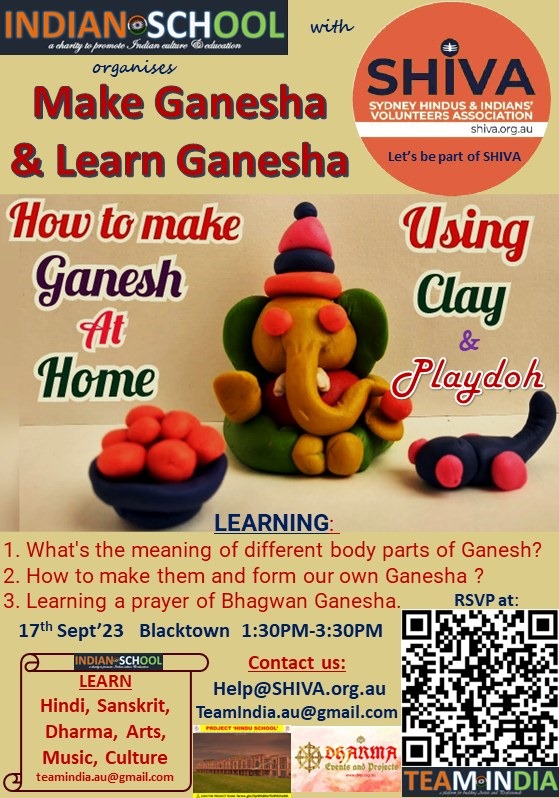 INDIAN SCHOOL
a charity to promote Indian culture & education
with
organises
Make Ganesha
& Learn Ganesha
SHIVA
SYDNEY HINDUS & INDIANS'
VOLUNTEERS ASSOCIATION
shiva.org.au
Let's be part of SHIVA
How to make
Ganesh
At
Home
Using
Clay
&
Playdoh
LEARNING:
1. What's the meaning of different body parts of Ganesh?
2. How to make them and form our own Ganesha ?
3. Learning a prayer of Bhagwan Ganesha.
RSVP at:
17th Sept'23 Blacktown 1:30PM-3:30PM
INDIAN SCHOOL
LEARN
Hindi, Sanskrit,
Dharma, Arts,
Music, Culture
teamindia.au@gmail.com
Contact us:
Help@SHIVA.org.au
TeamIndia.au@gmail.com
PROJECT 'HINDU SCHOOL'
DHARMA
Events and Projects
TEAM INDIA